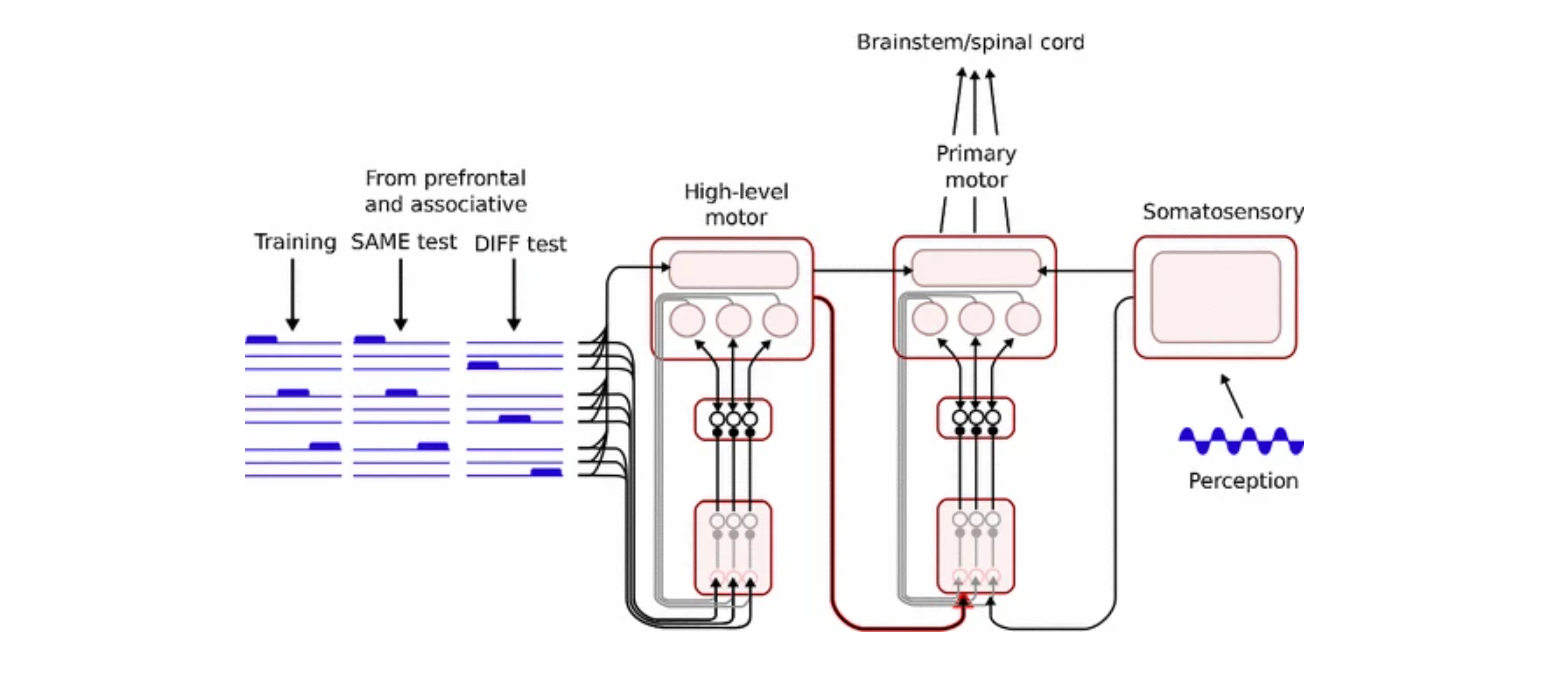 Brainstem/spinal cord
Primary
motor
From prefrontal
and associative
High-level
motor
Somatosensory
Training
SAME test
DIFF test
Perception